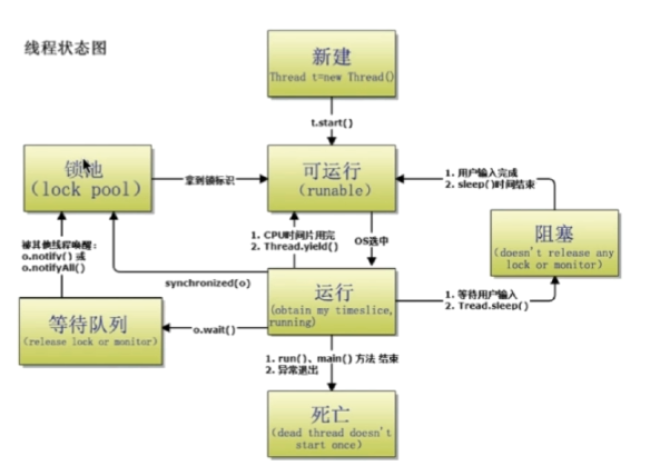 线程状态图
新建
Thread t=new Thread()
t.start()
锁池
(lock pool)
拿到锁标识
可运行
(runable)
1. 用户输入完成
2. sleep()时间结束
阻塞
(doesn't release any
lock or monitor)
被其他线程唤醒:
o.notify() 或
o.notifyAll()
1. CPU时间片用完
2. Thread.yield()
OS选中
synchronized(o)
等待队列
(release lock or monitor)
o.wait()
运行
(obtain my timeslice,
running)
1. 等待用户输入
2. Tread.sleep()
1. run()、main() 方法 结束
2. 异常退出
死亡
(dead thread doesn't
start once)